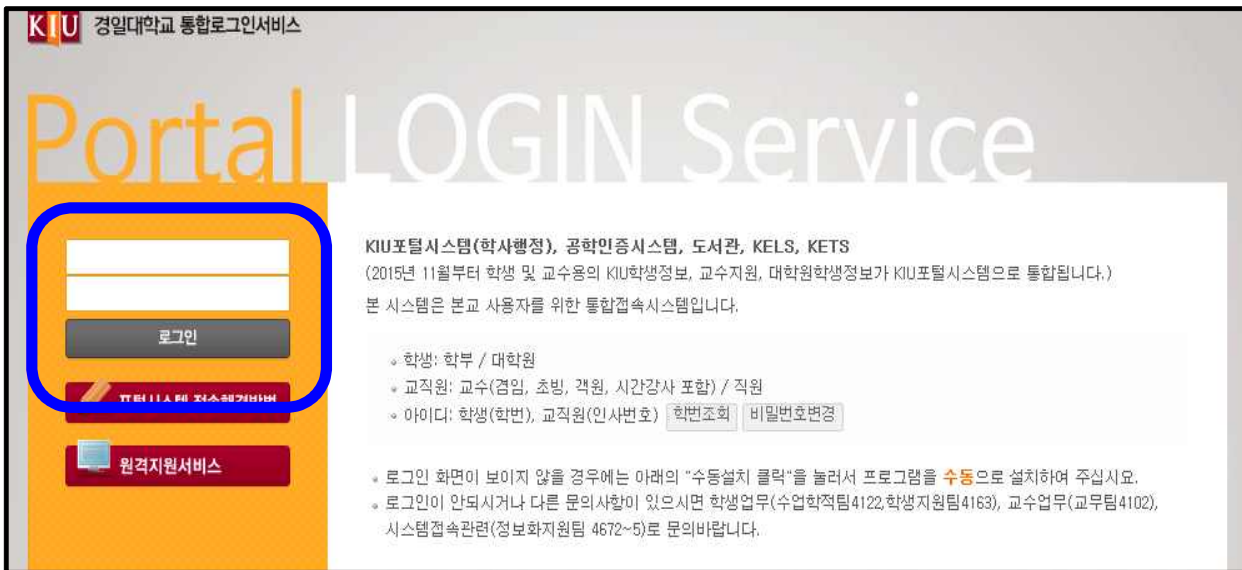 KIU 경일대학교 통합로그인서비스
Portal LOGIN Service
로그인
포털시스템 접속해결방법
원격지원서비스
KIU포털시스템(학사행정), 공학인증시스템, 도서관, KELS, KETS
(2015년 11월부터 학생 및 교수용의 KIU학생정보, 교수지원, 대학원학생정보가 KIU포털시스템으로 통합됩니다.)
본 시스템은 본교 사용자를 위한 통합접속시스템입니다.
학생: 학부 / 대학원
교직원: 교수(겸임, 초빙, 객원, 시간강사 포함) / 직원
아이디: 학생(학번), 교직원(인사번호) 학번조회 비밀번호변경
로그인 화면이 보이지 않을 경우에는 아래의 "수동설치 클릭"을 눌러서 프로그램을 수동으로 설치하여 주십시요.
로그인이 안되시거나 다른 문의사항이 있으시면 학생업무(수업학적팀4122,학생지원팀4163), 교수업무(교무팀4102),
시스템접속관련(정보화지원팀 4672~5)로 문의바랍니다.